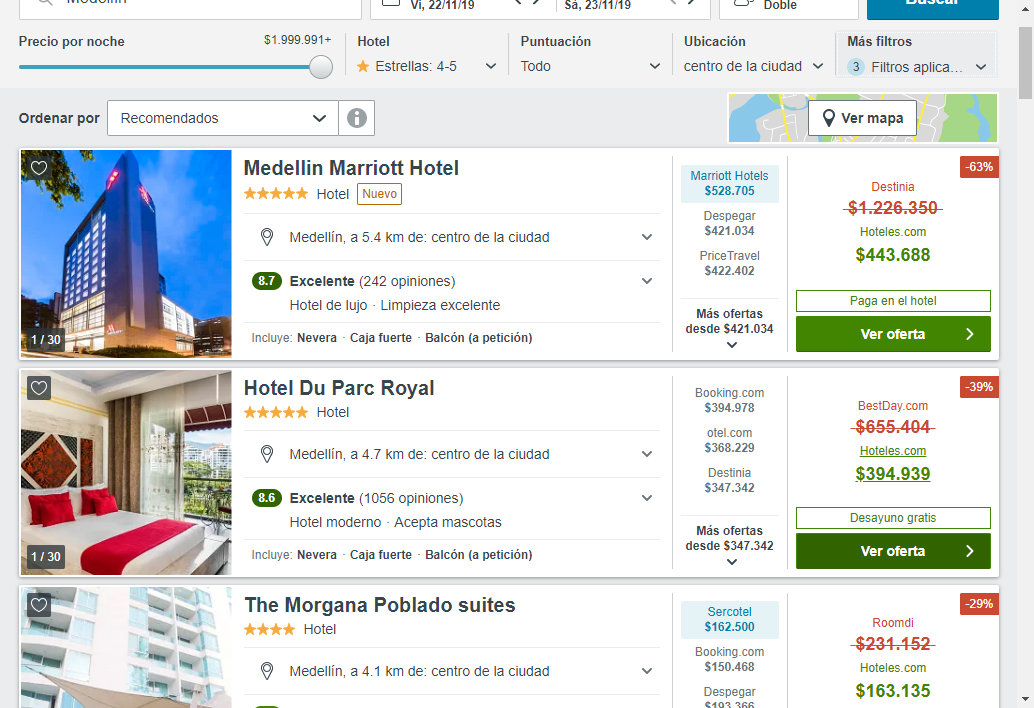 Medellín
Vi, 22/11/19
Sá, 23/11/19
Doble
Buscar
Precio por noche
$1.999.991+
Hotel
Estrellas: 4-5
Puntuación
Todo
Ubicación
centro de la ciudad
Más filtros
3 Filtros aplica...
Ordenar por
Recomendados
Ver mapa
Medellin Marriott Hotel
Hotel Nuevo
Medellín, a 5.4 km de: centro de la ciudad
8.7 Excelente (242 opiniones)
Hotel de lujo · Limpieza excelente
Incluye: Nevera · Caja fuerte · Balcón (a petición)
1 / 30
Marriott Hotels
$528.705
Despegar
$421.034
PriceTravel
$422.402
Más ofertas
desde $421.034
-63%
Destinia
$1.226.350
Hoteles.com
$443.688
Paga en el hotel
Ver oferta
Hotel Du Parc Royal
Hotel
Medellín, a 4.7 km de: centro de la ciudad
8.6 Excelente (1056 opiniones)
Hotel moderno · Acepta mascotas
Incluye: Nevera · Caja fuerte · Balcón (a petición)
1 / 30
Booking.com
$394.978
otel.com
$368.229
Destinia
$347.342
Más ofertas
desde $347.342
-39%
BestDay.com
$655.404
Hoteles.com
$394.939
Desayuno gratis
Ver oferta
The Morgana Poblado suites
Hotel
Medellín, a 4.1 km de: centro de la ciudad
Sercotel
$162.500
Booking.com
$150.468
Despegar
$193.366
-29%
Roomdi
$231.152
Hoteles.com
$163.135